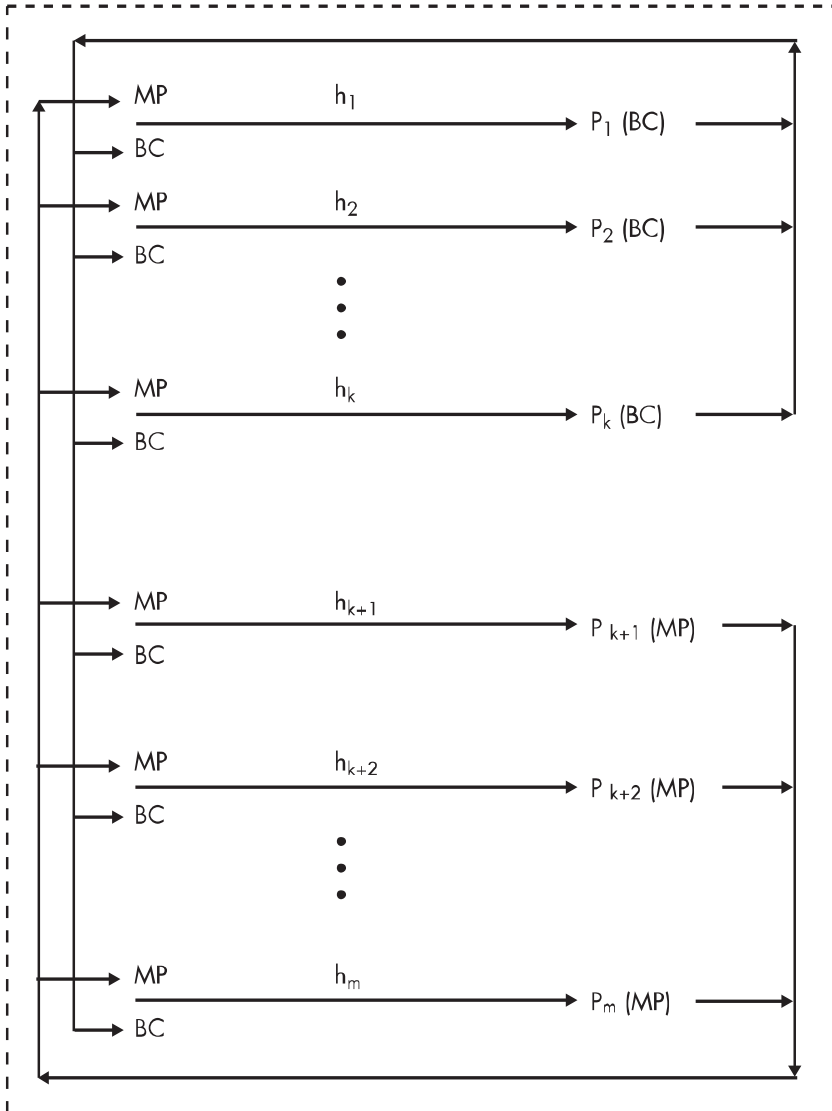 MP h₁
P₁ (BC)
BC
MP h₂
P₂ (BC)
BC
MP hₖ
Pₖ (BC)
BC
MP hₖ₊₁
P ₖ₊₁ (MP)
BC
MP hₖ₊₂
P ₖ₊₂ (MP)
BC
MP hₘ
Pₘ (MP)
BC